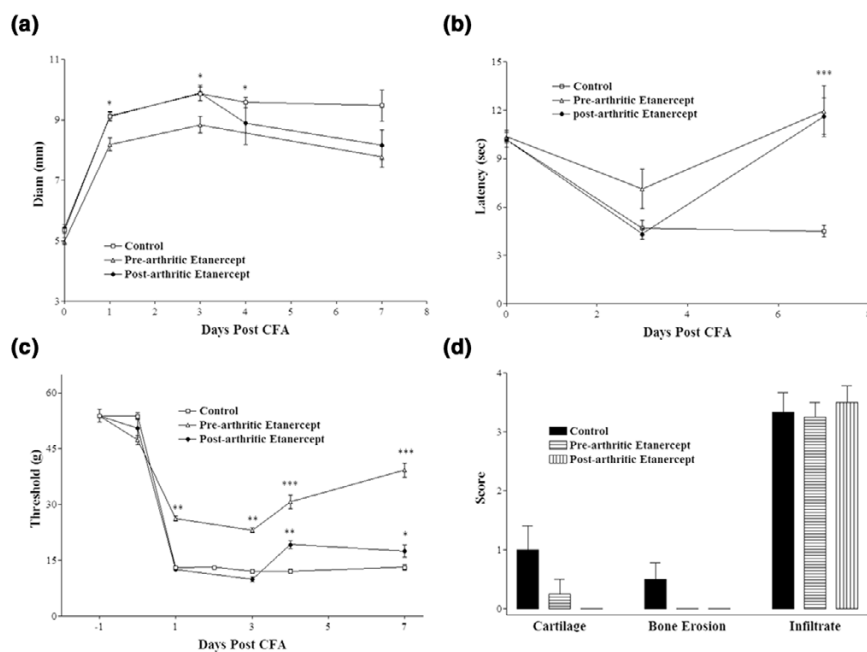 (a)
11
9
7
5
3
Diam (mm)
*
*
*
Control
Pre-arthritic Etanercept
Post-arthritic Etanercept
0 1 2 3 4 5 6 7 8
Days Post CFA
(b)
15
12
9
6
3
0
Latency (sec)
***
Control
Pre-arthritic Etanercept
post-arthritic Etanercept
0 2 4 6 8
Days Post CFA
(c)
60
45
30
15
0
Threshold (g)
Control
Pre-arthritic Etanercept
Post-arthritic Etanercept
**
**
***
***
**
*
-1 1 3 5 7
Days Post CFA
(d)
4
3
2
1
0
Score
Control
Pre-arthritic Etanercept
Post-arthritic Etanercept
Cartilage Bone Erosion Infiltrate